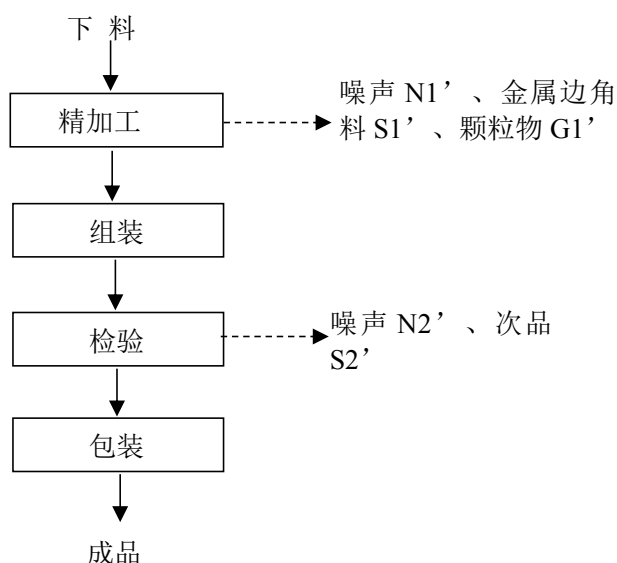 下 料
精加工
噪声 N1’、金属边角
料 S1’、颗粒物 G1’
组装
检验
噪声 N2’、次品
S2’
包装
成品